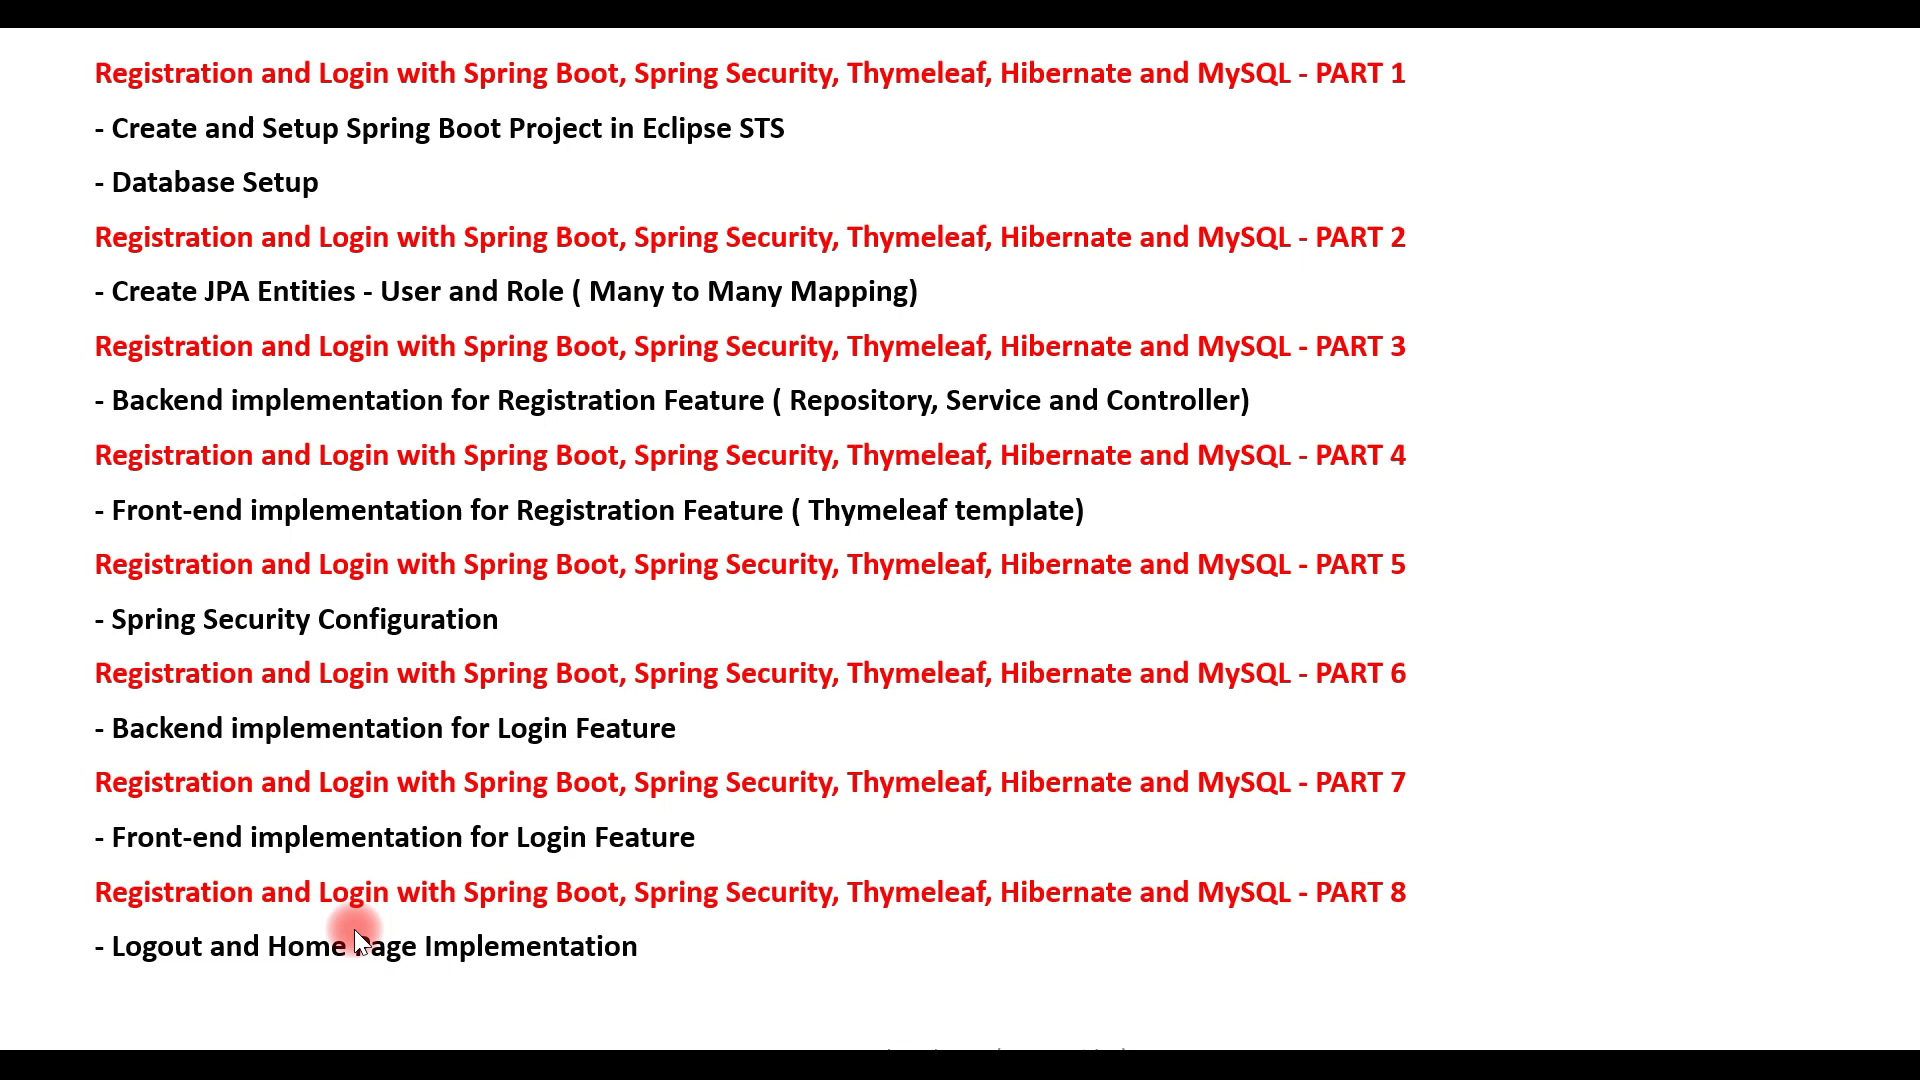 Registration and Login with Spring Boot, Spring Security, Thymeleaf, Hibernate and MySQL - PART 1
- Create and Setup Spring Boot Project in Eclipse STS
- Database Setup
Registration and Login with Spring Boot, Spring Security, Thymeleaf, Hibernate and MySQL - PART 2
- Create JPA Entities - User and Role ( Many to Many Mapping)
Registration and Login with Spring Boot, Spring Security, Thymeleaf, Hibernate and MySQL - PART 3
- Backend implementation for Registration Feature ( Repository, Service and Controller)
Registration and Login with Spring Boot, Spring Security, Thymeleaf, Hibernate and MySQL - PART 4
- Front-end implementation for Registration Feature ( Thymeleaf template)
Registration and Login with Spring Boot, Spring Security, Thymeleaf, Hibernate and MySQL - PART 5
- Spring Security Configuration
Registration and Login with Spring Boot, Spring Security, Thymeleaf, Hibernate and MySQL - PART 6
- Backend implementation for Login Feature
Registration and Login with Spring Boot, Spring Security, Thymeleaf, Hibernate and MySQL - PART 7
- Front-end implementation for Login Feature
Registration and Login with Spring Boot, Spring Security, Thymeleaf, Hibernate and MySQL - PART 8
- Logout and Home Page Implementation